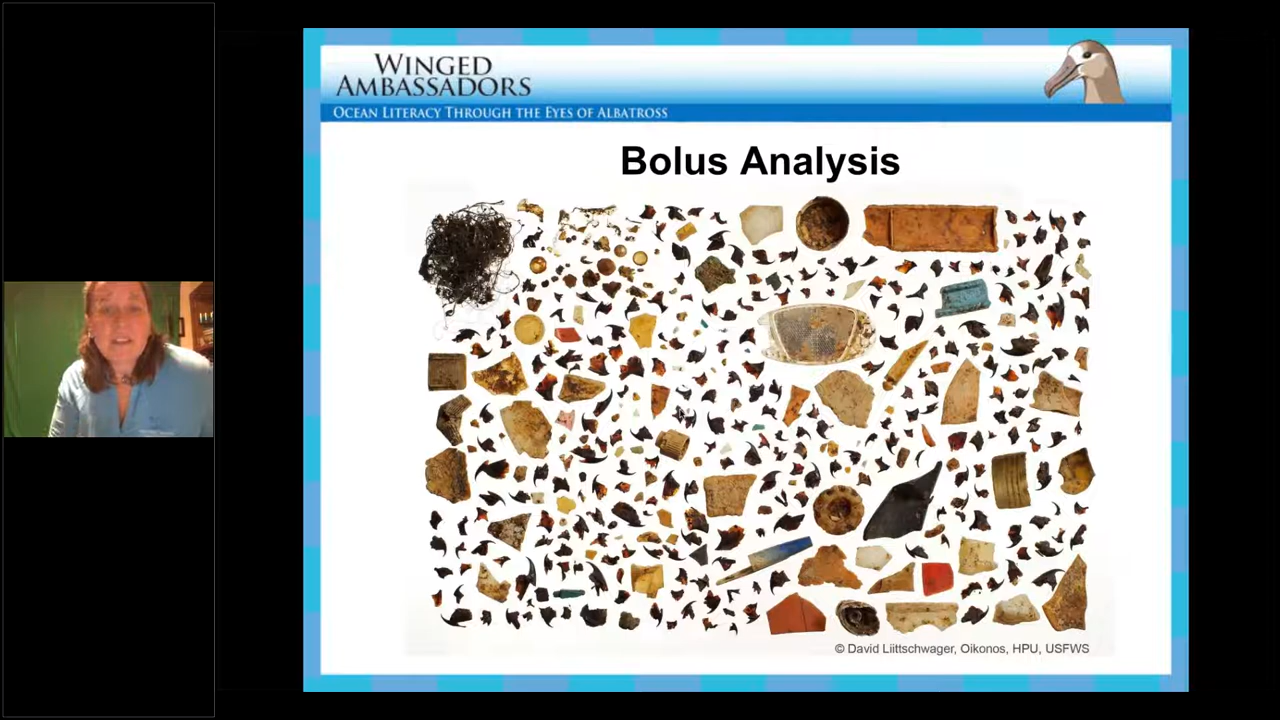 WINGED
AMBASSADORS
OCEAN LITERACY THROUGH THE EYES OF ALBATROSS
Bolus Analysis
© David Liittschwager, Oikonos, HPU, USFWS